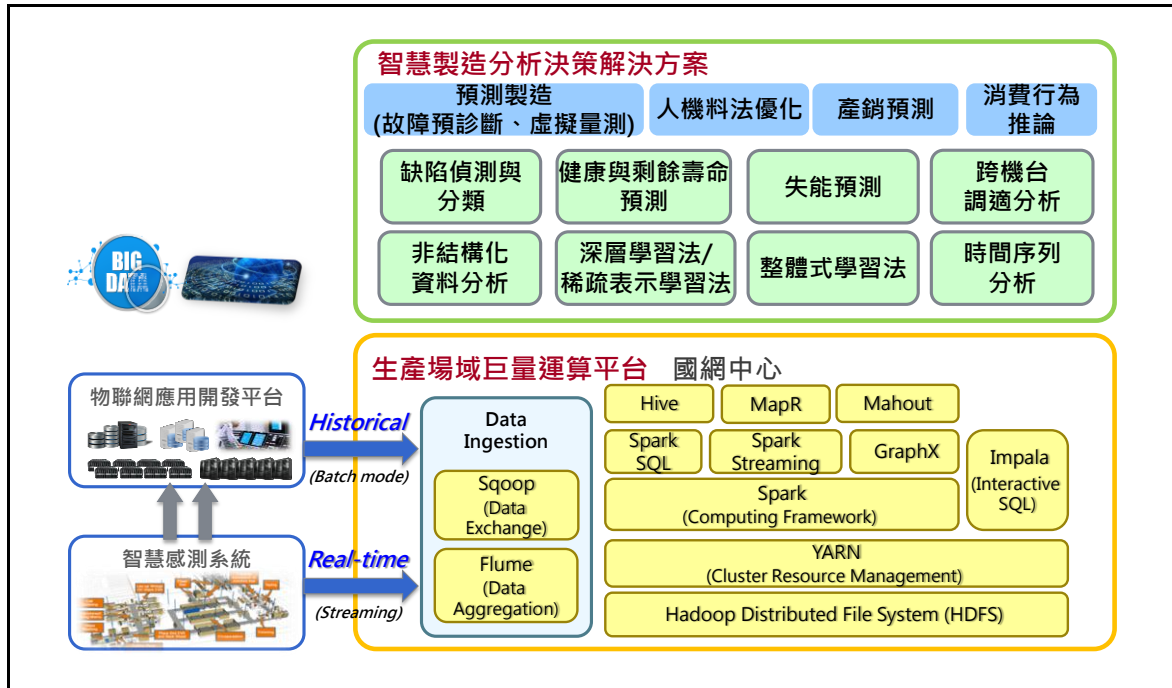 智慧製造分析決策解決方案
預測製造
(故障預診斷、虛擬量測)
人機料法優化
產銷預測
消費行為
推論
缺陷偵測與
分類
健康與剩餘壽命
預測
失能預測
跨機台
調適分析
非結構化
資料分析
深層學習法/
稀疏表示學習法
整體式學習法
時間序列
分析
BIG
DATA
生產場域巨量運算平台 國網中心
物聯網應用開發平台
Historical
(Batch mode)
智慧感測系統
Real-time
(Streaming)
Data
Ingestion
Sqoop
(Data
Exchange)
Flume
(Data
Aggregation)
Hive
MapR
Mahout
Spark
SQL
Spark
Streaming
GraphX
Impala
(Interactive
SQL)
Spark
(Computing Framework)
YARN
(Cluster Resource Management)
Hadoop Distributed File System (HDFS)